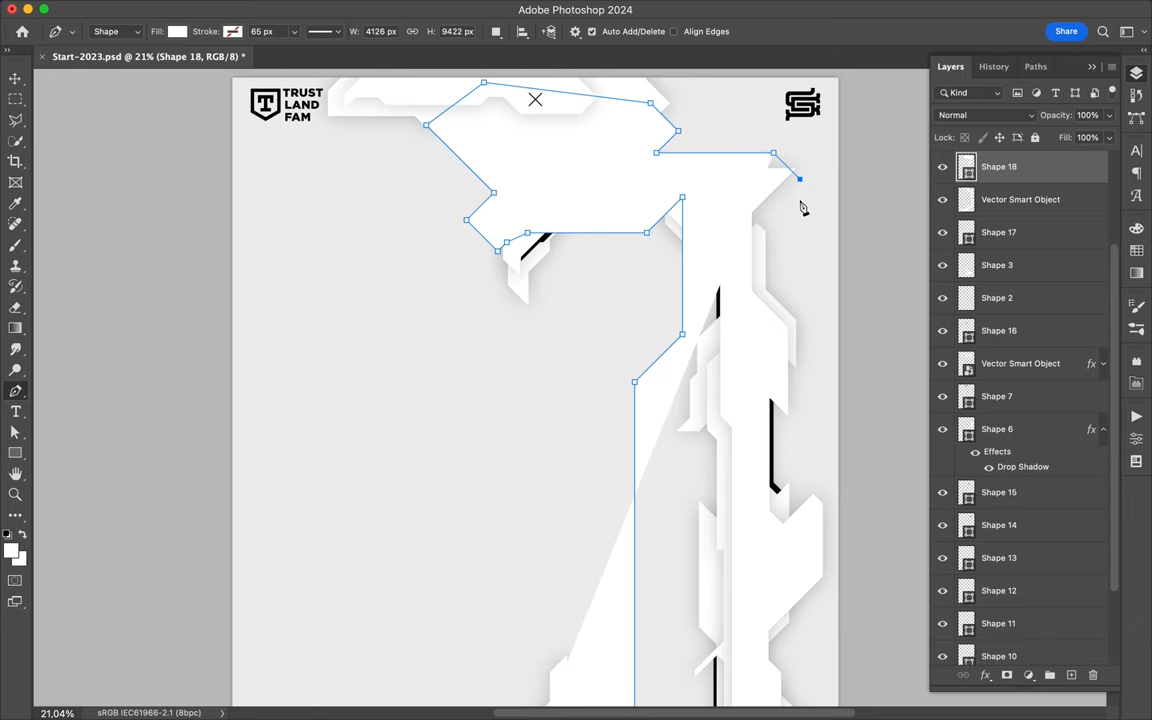 Adobe Photoshop 2024
Shape Fill: Stroke: 65 px W: 4126 px H: 9422 px Auto Add/Delete Align Edges Share
Start-2023.psd @ 21% (Shape 18, RGB/8) *
Layers History Paths
Kind
Normal Opacity: 100%
Lock: Fill: 100%
TRUST
LAND
FAM
Shape 18
Vector Smart Object
Shape 17
Shape 3
Shape 2
Shape 16
Vector Smart Object fx
Shape 7
Shape 6 fx
Effects
Drop Shadow
Shape 15
Shape 14
Shape 13
Shape 12
Shape 11
Shape 10
fx
21,04% sRGB IEC61966-2.1 (8bpc)